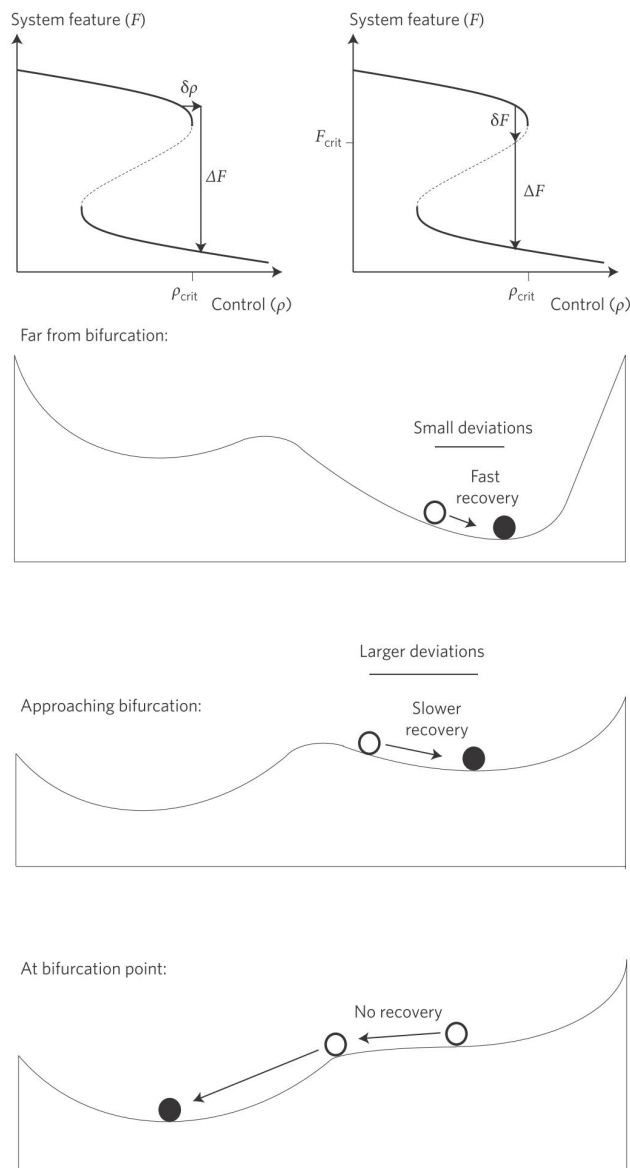 System feature (F)
System feature (F)
δρ
δF
F_crit
ΔF
ΔF
ρ_crit
Control (ρ)
ρ_crit
Control (ρ)
Far from bifurcation:
Small deviations
Fast
recovery
Larger deviations
Approaching bifurcation:
Slower
recovery
At bifurcation point:
No recovery